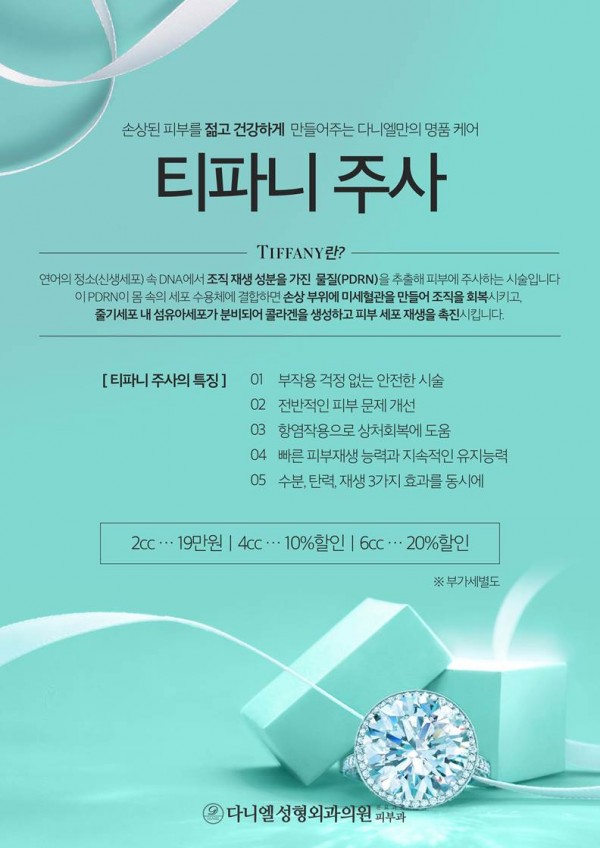 손상된 피부를 젊고 건강하게 만들어주는 다니엘만의 명품 케어
티파니 주사
TIFFANY란?
연어의 정소(신생세포) 속 DNA에서 조직 재생 성분을 가진 물질(PDRN)을 추출해 피부에 주사하는 시술입니다
이 PDRN이 몸 속의 세포 수용체에 결합하면 손상 부위에 미세혈관을 만들어 조직을 회복시키고,
줄기세포 내 섬유아세포가 분비되어 콜라겐을 생성하고 피부 세포 재생을 촉진시킵니다.
[ 티파니 주사의 특징 ]
01 부작용 걱정 없는 안전한 시술
02 전반적인 피부 문제 개선
03 항염작용으로 상처회복에 도움
04 빠른 피부재생 능력과 지속적인 유지능력
05 수분, 탄력, 재생 3가지 효과를 동시에
2cc ··· 19만원 | 4cc ··· 10%할인 | 6cc ··· 20%할인
※ 부가세별도
다니엘성형외과의원 피부과